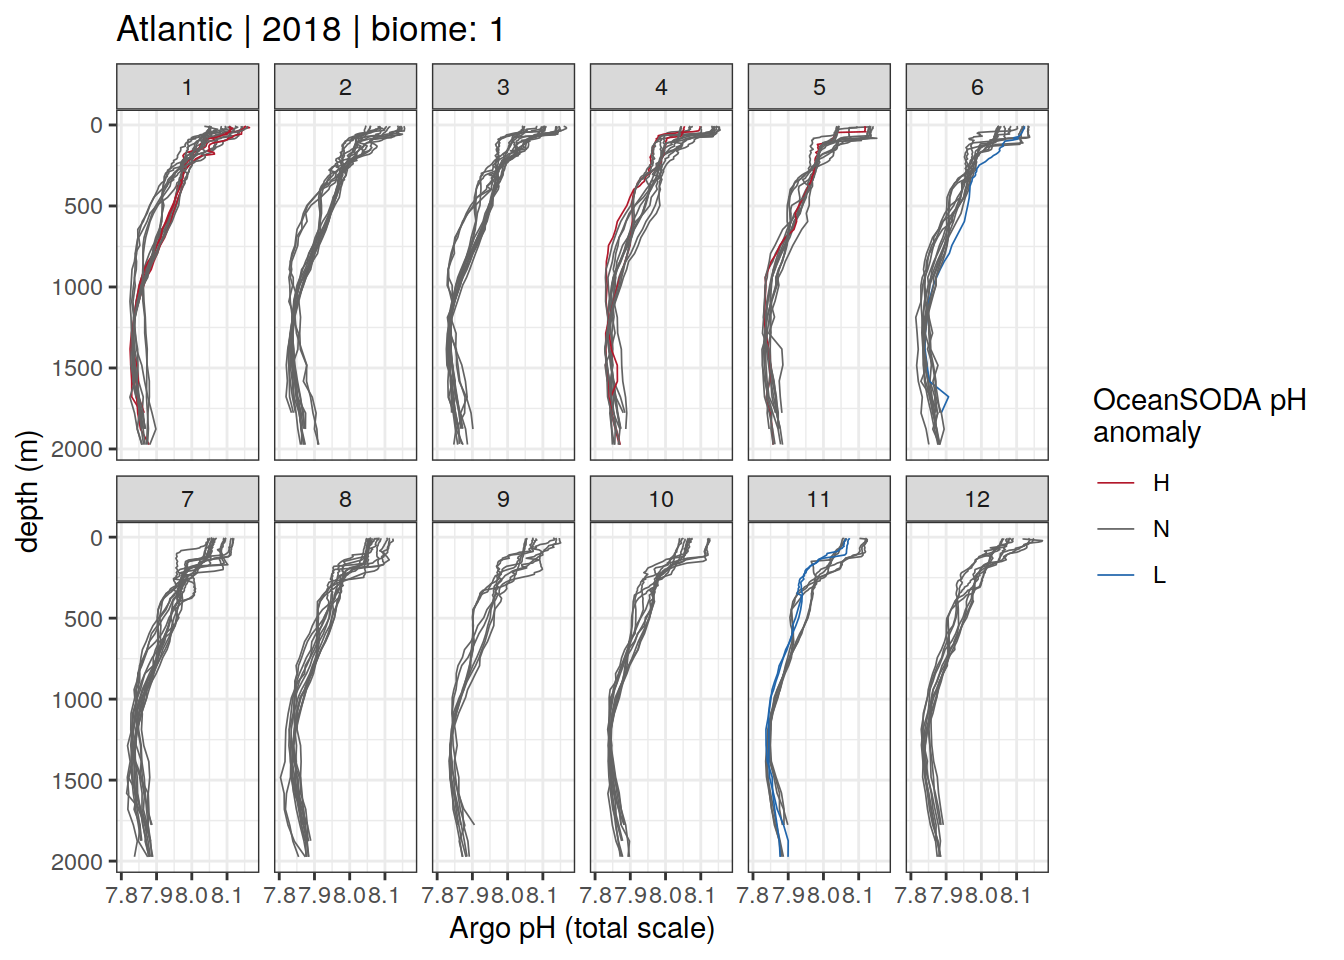 Atlantic | 2018 | biome: 1
1 2 3 4 5 6
0
500
1000
1500
2000
7 8 9 10 11 12
0
500
1000
1500
2000
7.87.98.08.1 7.87.98.08.1 7.87.98.08.1 7.87.98.08.1 7.87.98.08.1 7.87.98.08.1
depth (m)
Argo pH (total scale)
OceanSODA pH
anomaly
H
N
L